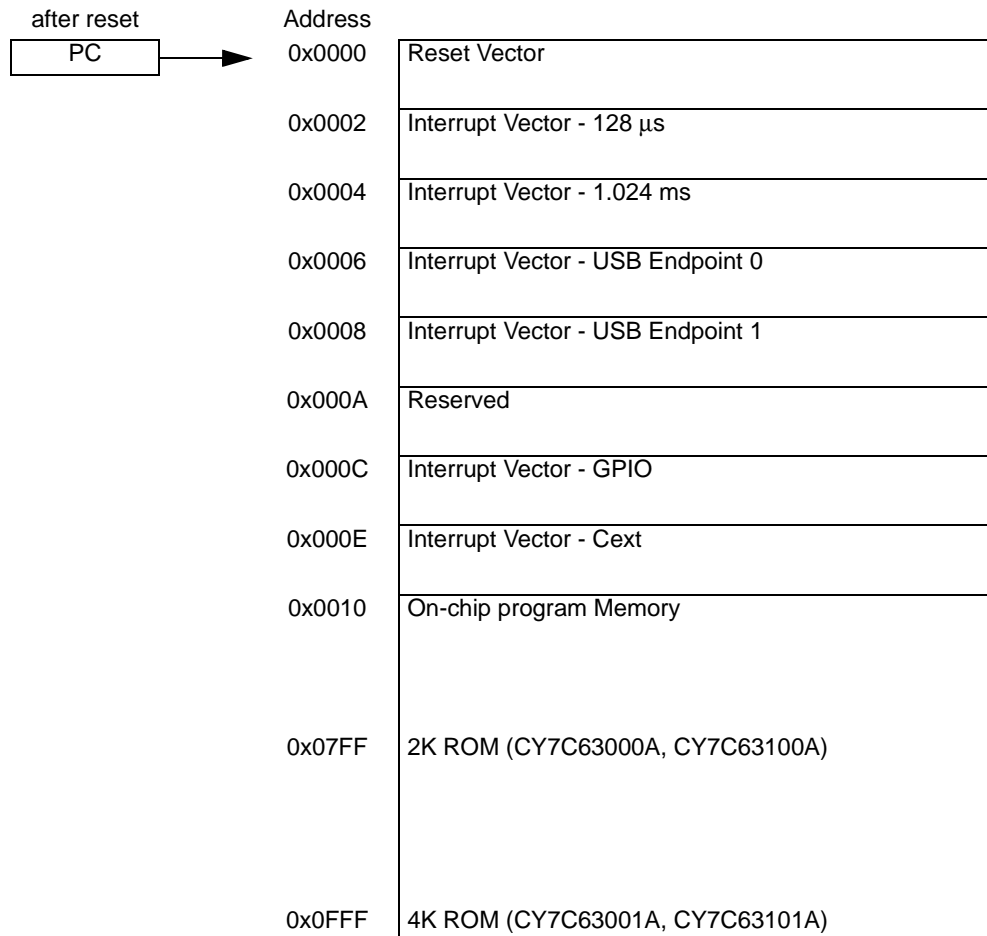 after reset Address
PC 0x0000 Reset Vector
0x0002 Interrupt Vector - 128 μs
0x0004 Interrupt Vector - 1.024 ms
0x0006 Interrupt Vector - USB Endpoint 0
0x0008 Interrupt Vector - USB Endpoint 1
0x000A Reserved
0x000C Interrupt Vector - GPIO
0x000E Interrupt Vector - Cext
0x0010 On-chip program Memory
0x07FF 2K ROM (CY7C63000A, CY7C63100A)
0x0FFF 4K ROM (CY7C63001A, CY7C63101A)